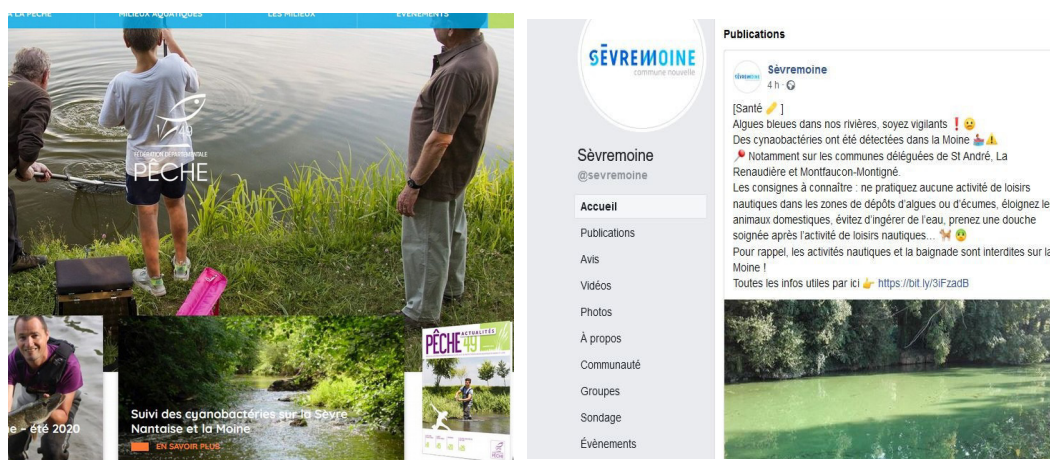 A LA PÊCHE
MILIEUX AQUATIQUES
LES MILIEUX
ÉVÈNEMENTS
49
FÉDÉRATION DÉPARTEMENTALE
PÊCHE
ne - été 2020
Suivi des cyanobactéries sur la Sèvre
Nantaise et la Moine
EN SAVOIR PLUS
PÊCHE 49
ACTUALITÉS
SÈVREMOINE
commune nouvelle
Sèvremoine
@sevremoine
Accueil
Publications
Avis
Vidéos
Photos
À propos
Communauté
Groupes
Sondage
Évènements
Publications
sèvremoine
Sèvremoine
4 h ·
[Santé 🧪 ]
Algues bleues dans nos rivières, soyez vigilants ❗ 😟
Des cynaobactéries ont été détectées dans la Moine 🚣 ⚠️
📍 Notamment sur les communes déléguées de St André, La
Renaudière et Montfaucon-Montigné.
Les consignes à connaître : ne pratiquez aucune activité de loisirs
nautiques dans les zones de dépôts d'algues ou d'écumes, éloignez le
animaux domestiques, évitez d'ingérer de l'eau, prenez une douche
soignée après l'activité de loisirs nautiques... 🐕 😰
Pour rappel, les activités nautiques et la baignade sont interdites sur la
Moine !
Toutes les infos utiles par ici 👉 https://bit.ly/3iFzadB